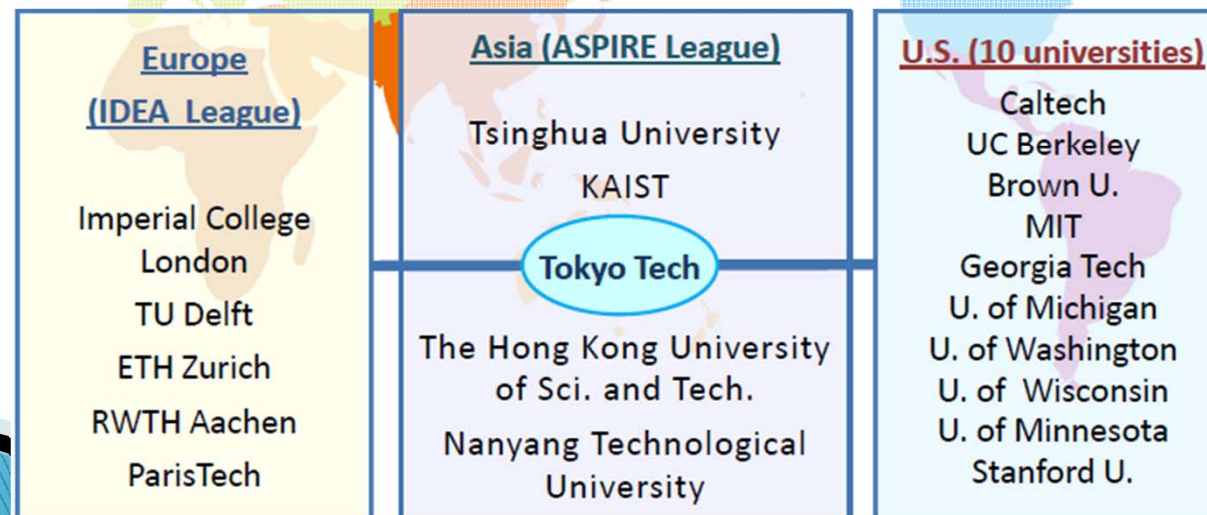 Europe
(IDEA League)
Imperial College
London
TU Delft
ETH Zurich
RWTH Aachen
ParisTech
Asia (ASPIRE League)
Tsinghua University
KAIST
Tokyo Tech
The Hong Kong University
of Sci. and Tech.
Nanyang Technological
University
U.S. (10 universities)
Caltech
UC Berkeley
Brown U.
MIT
Georgia Tech
U. of Michigan
U. of Washington
U. of Wisconsin
U. of Minnesota
Stanford U.